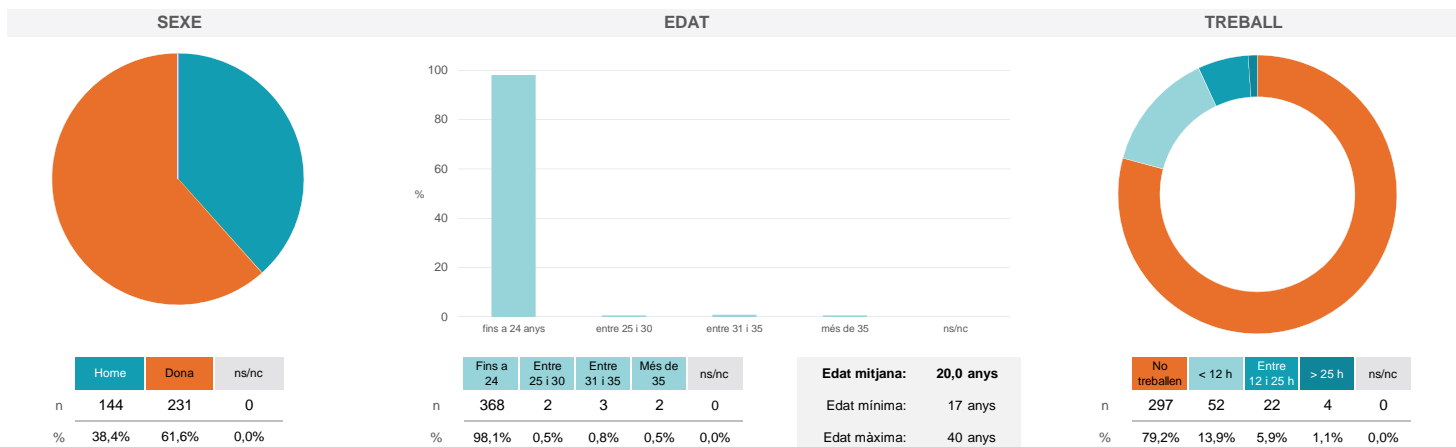 SEXE EDAT TREBALL
100
80
60
%
40
20
0
fins a 24 anys entre 25 i 30 entre 31 i 35 més de 35 ns/nc
Home Dona ns/nc
n 144 231 0
% 38,4% 61,6% 0,0%
Fins a 24 Entre 25 i 30 Entre 31 i 35 Més de 35 ns/nc
n 368 2 3 2 0
% 98,1% 0,5% 0,8% 0,5% 0,0%
Edat mitjana: 20,0 anys
Edat mínima: 17 anys
Edat màxima: 40 anys
No treballen < 12 h Entre 12 i 25 h > 25 h ns/nc
n 297 52 22 4 0
% 79,2% 13,9% 5,9% 1,1% 0,0%